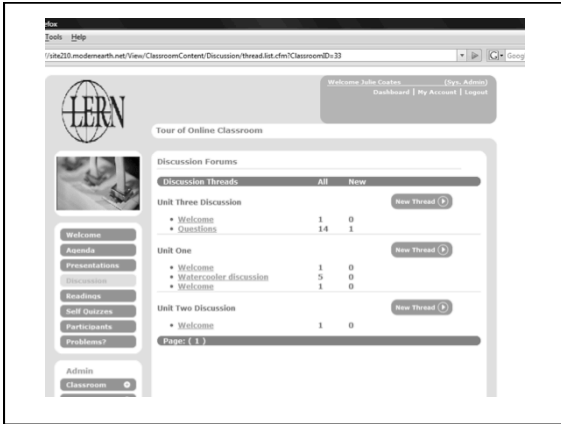 efox
Tools Help
//site210.modernearth.net/View/ClassroomContent/Discussion/thread.list.cfm?ClassroomID=33
G Goog
Welcome Julie Coates (Sys. Admin)
Dashboard | My Account | Logout
LERN
Tour of Online Classroom
Discussion Forums
Discussion Threads All New
Unit Three Discussion New Thread
• Welcome 1 0
• Questions 14 1
Unit One New Thread
• Welcome 1 0
• Watercooler discussion 5 0
• Welcome 1 0
Unit Two Discussion New Thread
• Welcome 1 0
Page: ( 1 )
Welcome
Agenda
Presentations
Discussion
Readings
Self Quizzes
Participants
Problems?
Admin
Classroom